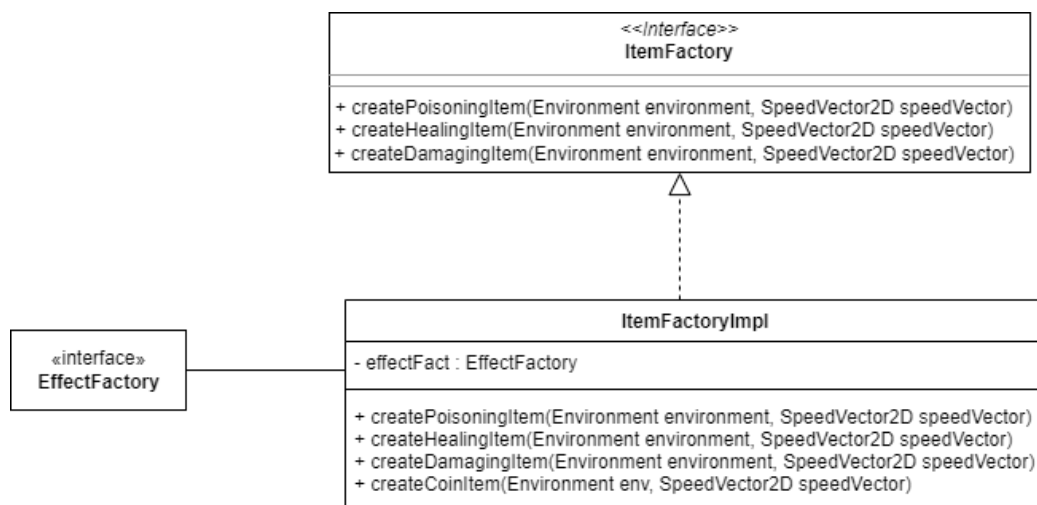 <<Interface>>
ItemFactory
+ createPoisoningItem(Environment environment, SpeedVector2D speedVector)
+ createHealingItem(Environment environment, SpeedVector2D speedVector)
+ createDamagingItem(Environment environment, SpeedVector2D speedVector)
«interface»
EffectFactory
ItemFactoryImpl
- effectFact : EffectFactory
+ createPoisoningItem(Environment environment, SpeedVector2D speedVector)
+ createHealingItem(Environment environment, SpeedVector2D speedVector)
+ createDamagingItem(Environment environment, SpeedVector2D speedVector)
+ createCoinItem(Environment env, SpeedVector2D speedVector)